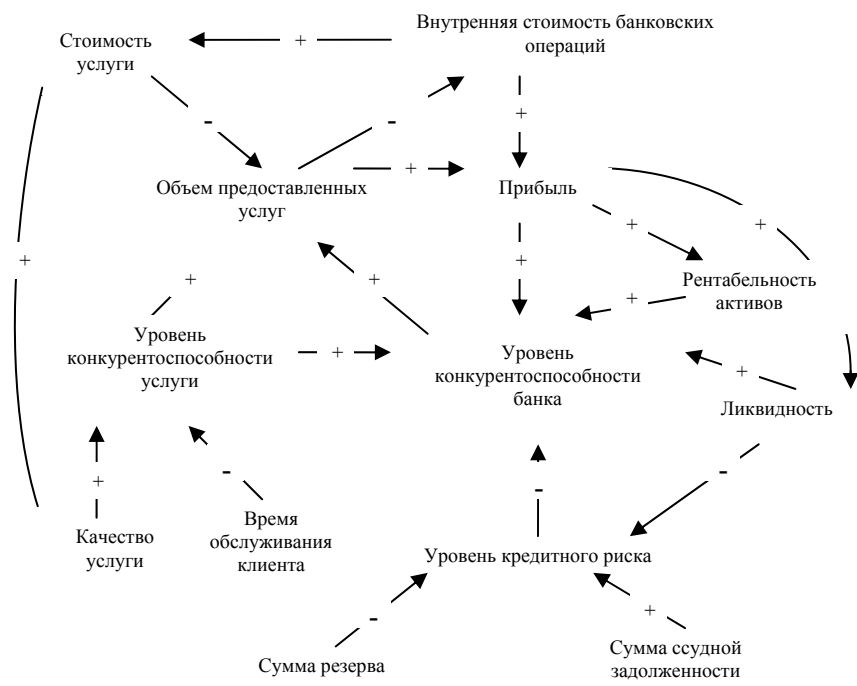 Внутренняя стоимость банковских
операций
Стоимость
услуги
+
+
-
-
Объем предоставленных
услуг
+
Прибыль
+
+
+
+
+
+
Рентабельность
активов
+
+
Уровень
конкурентоспособности
услуги
+
Уровень
конкурентоспособности
банка
+
Ликвидность
+
-
-
-
Качество
услуги
Время
обслуживания
клиента
Уровень кредитного риска
-
+
Сумма резерва
Сумма ссудной
задолженности